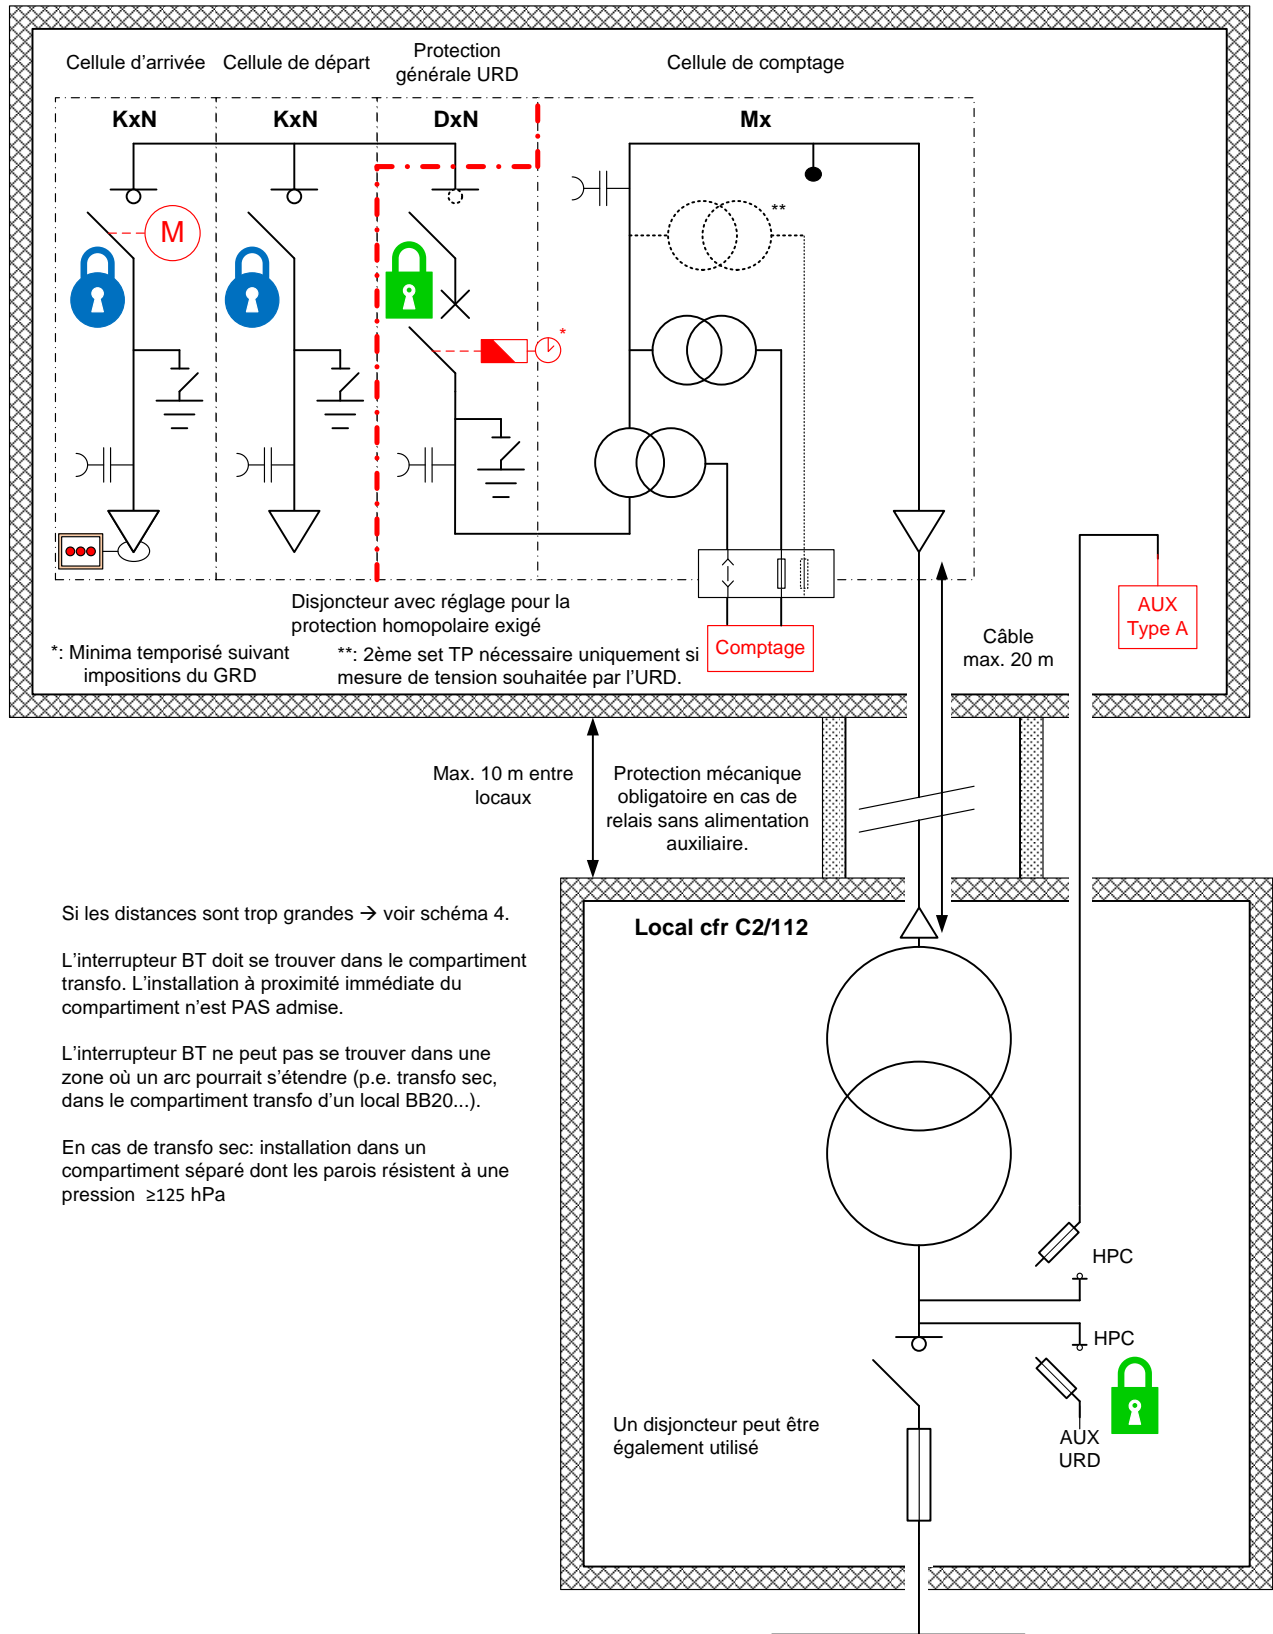 Cellule d'arrivée
Cellule de départ
Protection
générale URD
Cellule de comptage
KxN
KxN
DxN
Mx
M
**
*
Disjoncteur avec réglage pour la
protection homopolaire exigé
*: Minima temporisé suivant
impositions du GRD
**: 2ème set TP nécessaire uniquement si
mesure de tension souhaitée par l'URD.
Comptage
Câble
max. 20 m
AUX
Type A
Max. 10 m entre
locaux
Protection mécanique
obligatoire en cas de
relais sans alimentation
auxiliaire.
Si les distances sont trop grandes → voir schéma 4.
L'interrupteur BT doit se trouver dans le compartiment
transfo. L'installation à proximité immédiate du
compartiment n'est PAS admise.
L'interrupteur BT ne peut pas se trouver dans une
zone où un arc pourrait s'étendre (p.e. transfo sec,
dans le compartiment transfo d'un local BB20...).
En cas de transfo sec: installation dans un
compartiment séparé dont les parois résistent à une
pression ≥125 hPa
Local cfr C2/112
HPC
HPC
AUX
URD
Un disjoncteur peut être
également utilisé